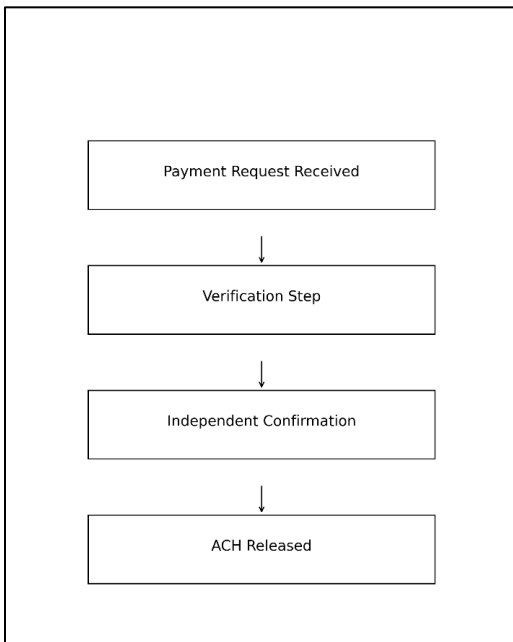 Payment Request Received
Verification Step
Independent Confirmation
ACH Released